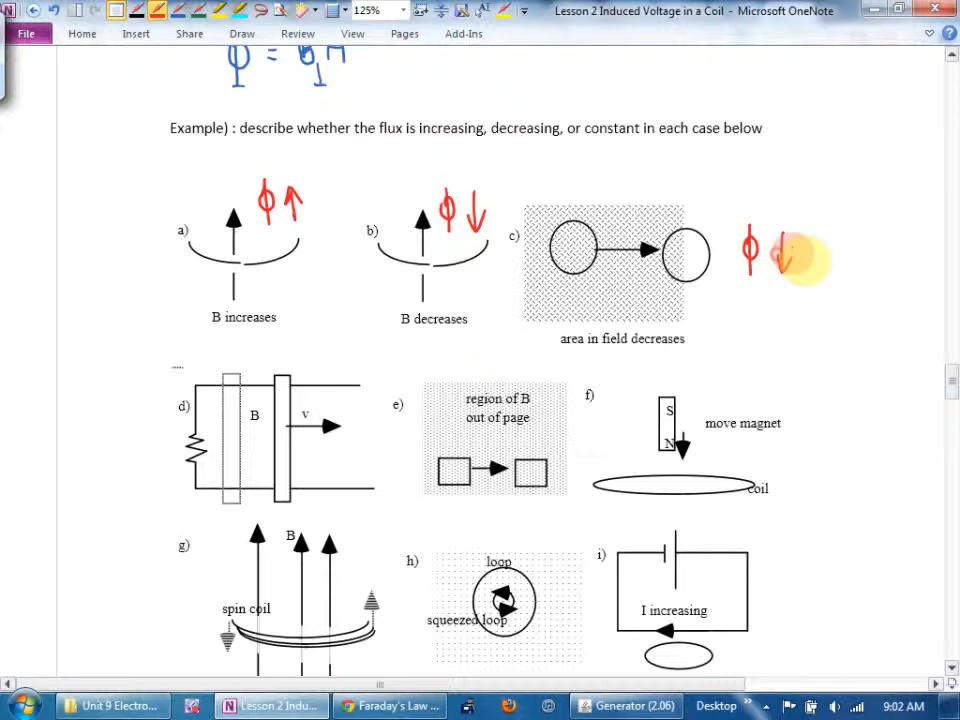 125%
Lesson 2 Induced Voltage in a Coil - Microsoft OneNote
File Home Insert Share Draw Review View Pages Add-Ins
Φ = B⊥A
Example) : describe whether the flux is increasing, decreasing, or constant in each case below
a) Φ ↑
B increases
b) Φ ↓
B decreases
c) Φ ↓
area in field decreases
d) B v
e) region of B
out of page
f) S
N
move magnet
coil
g) B
spin coil
h) loop
squeezed loop
i) I increasing
Unit 9 Electro... Lesson 2 Indu... Faraday's Law ... Generator (2.06) Desktop 9:02 AM